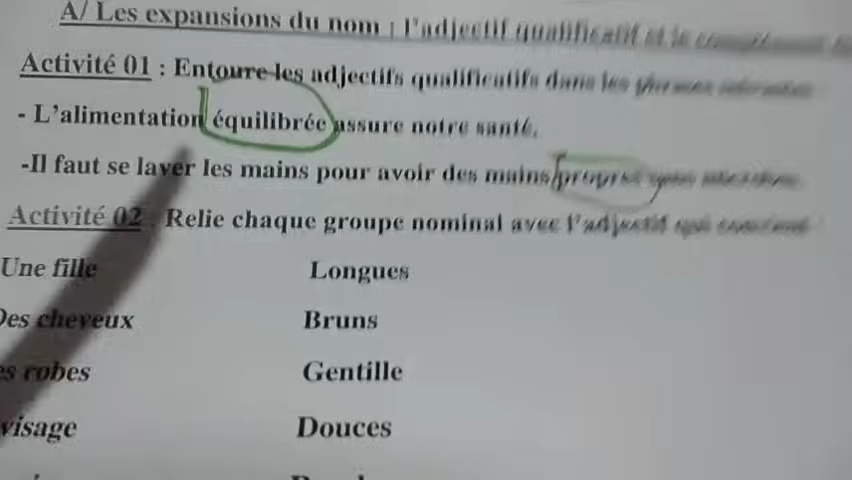 A/ Les expansions du nom : l'adjectif qualificatif et le complément
Activité 01 : Entoure les adjectifs qualificatifs dans les
- L'alimentation équilibrée assure notre santé.
-Il faut se laver les mains pour avoir des mains propres
Activité 02 : Relie chaque groupe nominal avec l'adjectif qui convient
Une fille Longues
Des cheveux Bruns
es robes Gentille
visage Douces